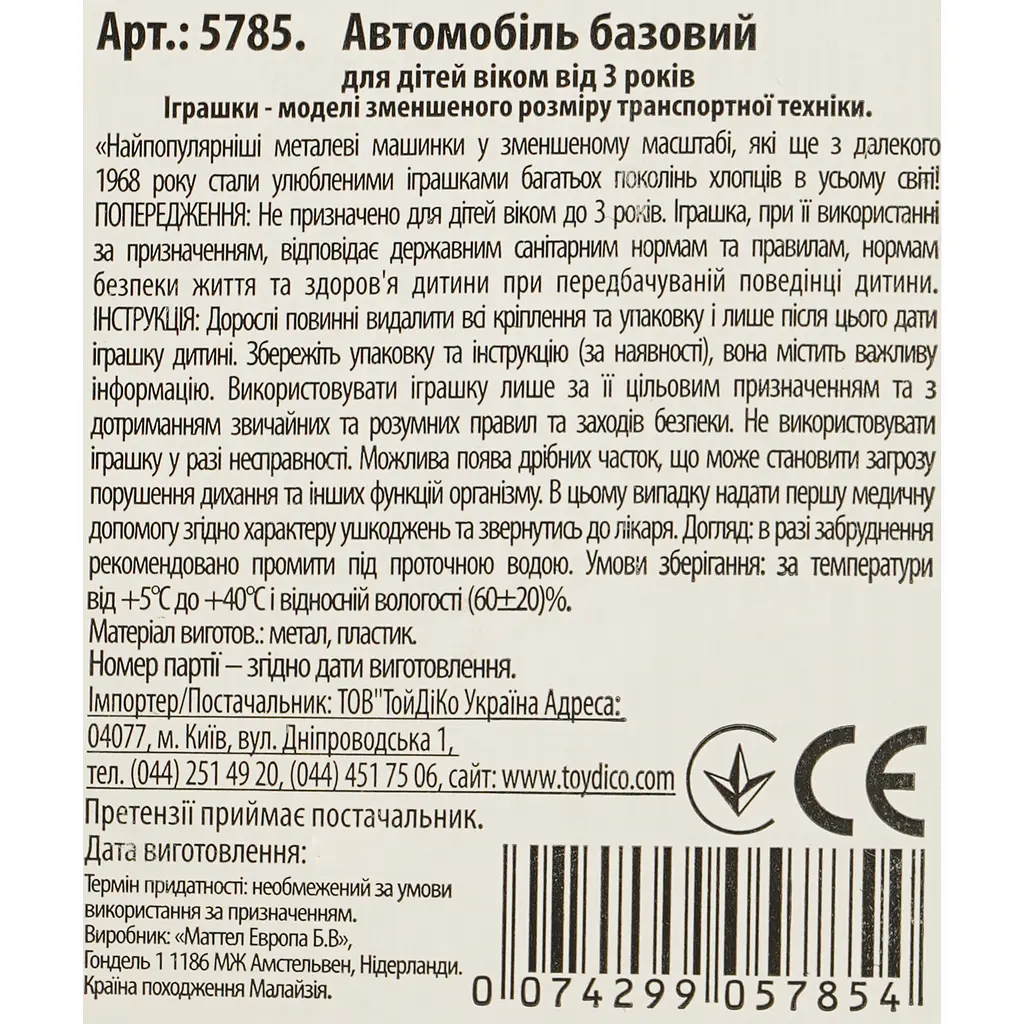 Арт.: 5785. Автомобіль базовий
для дітей віком від 3 років
Іграшки - моделі зменшеного розміру транспортної техніки.
«Найпопулярніші металеві машинки у зменшеному масштабі, які ще з далекого
1968 року стали улюбленими іграшками багатьох поколінь хлопців в усьому світі!
ПОПЕРЕДЖЕННЯ: Не призначено для дітей віком до 3 років. Іграшка, при її використанні
за призначенням, відповідає державним санітарним нормам та правилам, нормам
безпеки життя та здоров'я дитини при передбачуваній поведінці дитини.
ІНСТРУКЦІЯ: Дорослі повинні видалити всі кріплення та упаковку і лише після цього дати
іграшку дитині. Збережіть упаковку та інструкцію (за наявності), вона містить важливу
інформацію. Використовувати іграшку лише за її цільовим призначенням та з
дотриманням звичайних та розумних правил та заходів безпеки. Не використовувати
іграшку у разі несправності. Можлива поява дрібних часток, що може становити загрозу
порушення дихання та інших функцій організму. В цьому випадку надати першу медичну
допомогу згідно характеру ушкоджень та звернутись до лікаря. Догляд: в разі забруднення
рекомендовано промити під проточною водою. Умови зберігання: за температури
від +5°С до +40°С і відносній вологості (60±20)%.
Матеріал виготов.: метал, пластик.
Номер партії – згідно дати виготовлення.
Імпортер/Постачальник: ТОВ"ТойДіКо Україна Адреса:
04077, м. Київ, вул. Дніпроводська 1,
тел. (044) 251 49 20, (044) 451 75 06, сайт: www.toydico.com
Претензії приймає постачальник.
Дата виготовлення:
Термін придатності: необмежений за умови
використання за призначенням.
Виробник: «Маттел Європа Б.В»,
Гондель 1 1186 МЖ Амстельвен, Нідерланди.
Країна походження Малайзія.
CE
0 074299 057854